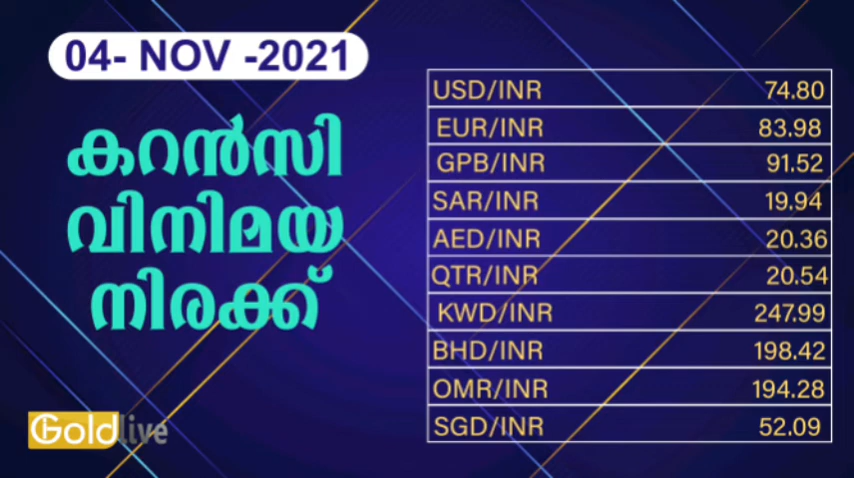 04- NOV -2021
കറൻസി
വിനിമയ
നിരക്ക്
USD/INR 74.80
EUR/INR 83.98
GPB/INR 91.52
SAR/INR 19.94
AED/INR 20.36
QTR/INR 20.54
KWD/INR 247.99
BHD/INR 198.42
OMR/INR 194.28
SGD/INR 52.09
Goldlive